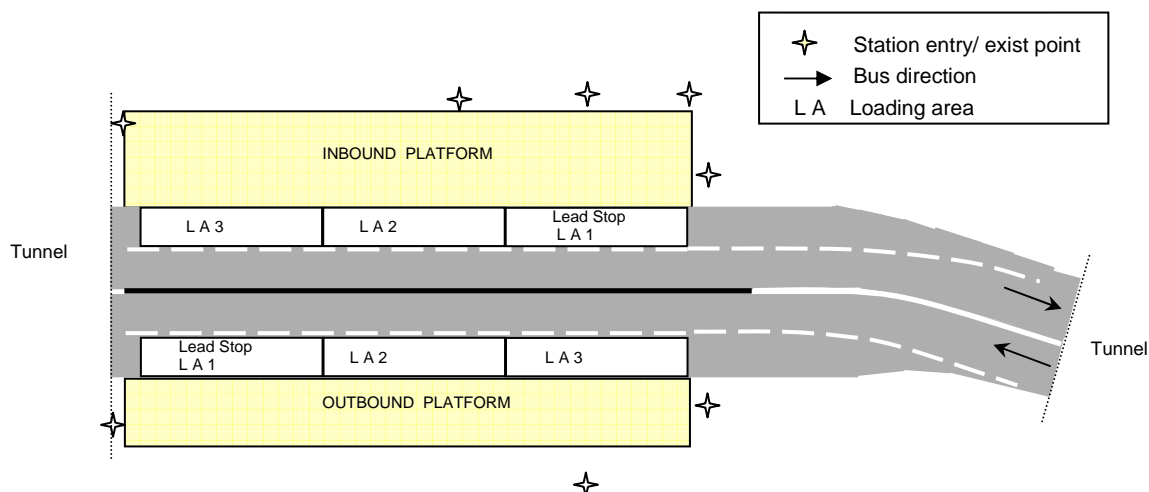 Station entry/ exist point
Bus direction
L A Loading area
INBOUND PLATFORM
L A 3
L A 2
Lead Stop
L A 1
Tunnel
Lead Stop
L A 1
L A 2
L A 3
Tunnel
OUTBOUND PLATFORM